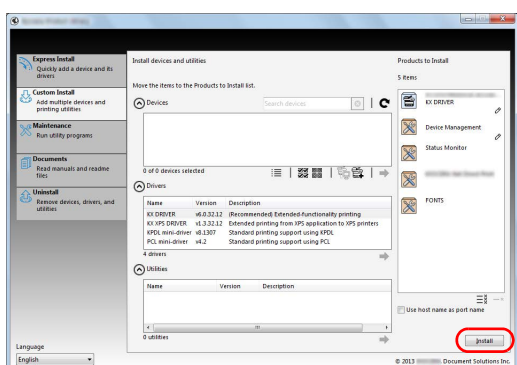 Express Install
Quickly add a device and its
drivers
Custom Install
Add multiple devices and
printing utilities
Maintenance
Run utility programs
Documents
Read manuals and readme
files
Uninstall
Remove devices, drivers, and
utilities
Language
English
Install devices and utilities
Move the items to the Products to Install list.
Devices
Search devices
0 of 0 devices selected
Drivers
Name Version Description
KX DRIVER v6.0.32.12 (Recommended) Extended-functionality printing
KX XPS DRIVER v1.3.32.12 Extended printing from XPS application to XPS printers
KPDL mini-driver v8.1307 Standard printing support using KPDL
PCL mini-driver v4.2 Standard printing support using PCL
4 drivers
Utilities
Name Version Description
0 utilities
Products to Install
5 items
KX DRIVER
Device Management
Status Monitor
FONTS
Use host name as port name
Install
© 2013 Document Solutions Inc.